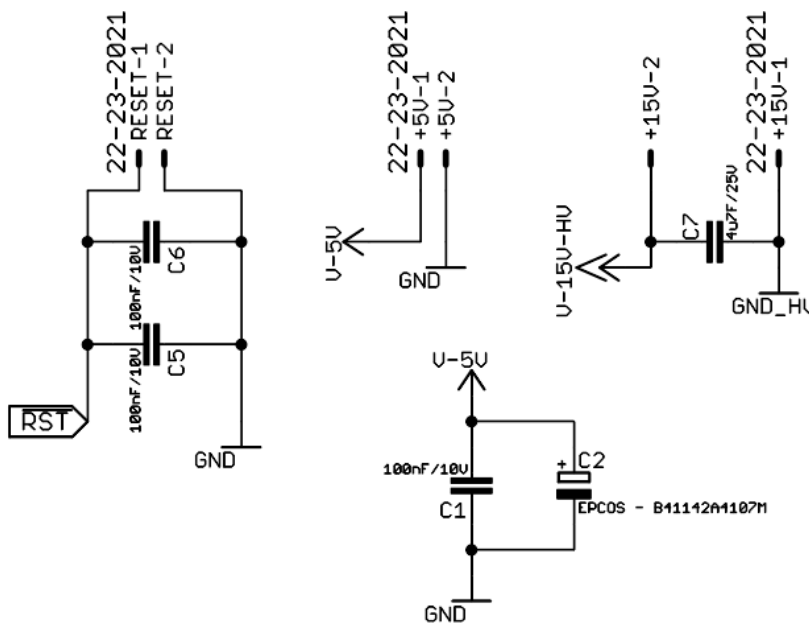 22-23-2021
RESET-1
RESET-2
C6
100nF/10V
C5
100nF/10V
RST
GND
22-23-2021
+5V-1
+5V-2
V-5V
GND
+15V-2
22-23-2021
+15V-1
C7
4u7F/25V
V-15V-HV
GND_HV
V-5V
100nF/10V
C1
+
C2
EPCOS - B41142A4107M
GND